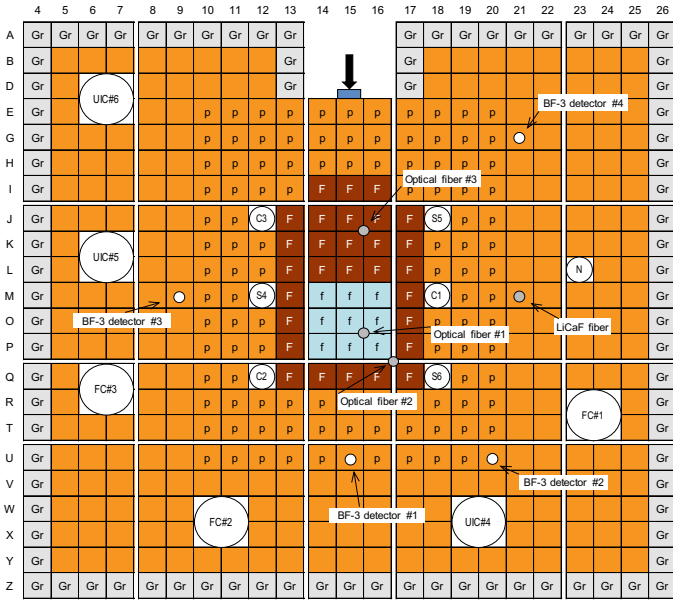 4 5 6 7 8 9 10 11 12 13 14 15 16 17 18 19 20 21 22 23 24 25 26
A Gr Gr Gr Gr Gr Gr Gr Gr Gr Gr Gr Gr Gr Gr Gr Gr Gr Gr Gr Gr
B Gr Gr Gr Gr
UIC#6
D Gr Gr Gr Gr
BF-3 detector #4
E Gr p p p p p p p p p p p Gr
G Gr p p p p p p p p p p p Gr
H Gr p p p p p p p p p p p Gr
Optical fiber #3
I Gr p p p p F F F p p p p Gr
J Gr p p C3 F F F F F S5 p p Gr
K Gr p p p F F F F F p p p Gr
UIC#5
L Gr p p p F F F F F p p p N Gr
M Gr p p S4 F f f f F C1 p p Gr
BF-3 detector #3
LiCaF fiber
O Gr p p p F f f f F p p p Gr
Optical fiber #1
P Gr p p p F f f f F p p p Gr
Q Gr p p C2 F F F F F S6 p p Gr
FC#3
Optical fiber #2
R Gr p p p p p p p p Gr
FC#1
T Gr p p p p p p p p p p p Gr
U Gr p p p p p p p p p p Gr
BF-3 detector #2
V Gr Gr
BF-3 detector #1
W Gr Gr
FC#2 UIC#4
X Gr Gr
Y Gr Gr
Z Gr Gr Gr Gr Gr Gr Gr Gr Gr Gr Gr Gr Gr Gr Gr Gr Gr Gr Gr Gr Gr Gr Gr